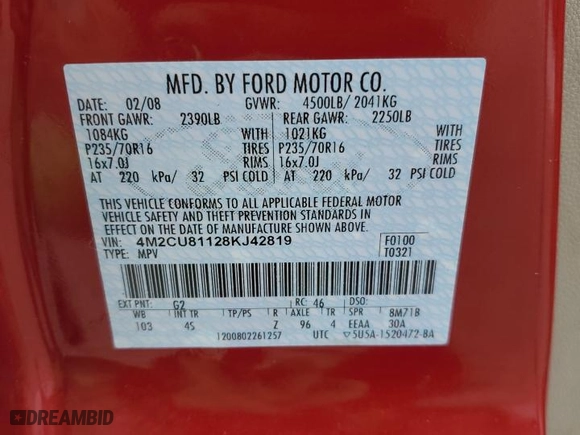 MFD. BY FORD MOTOR CO.
DATE: 02/08 GVWR: 4500LB/ 2041KG
FRONT GAWR: 2390LB REAR GAWR: 2250LB
1084KG WITH 1021KG WITH
P235/70R16 TIRES P235/70R16 TIRES
16x7.0J RIMS 16x7.0J RIMS
AT 220 kPa/ 32 PSI COLD AT 220 kPa/ 32 PSI COLD
THIS VEHICLE CONFORMS TO ALL APPLICABLE FEDERAL MOTOR
VEHICLE SAFETY AND THEFT PREVENTION STANDARDS IN
EFFECT ON THE DATE OF MANUFACTURE SHOWN ABOVE.
VIN: 4M2CU81128KJ42819 F0100
TYPE: MPV T0321
EXT PNT: G2 RC: 46 DSO:
WB INT TR TP/PS R AXLE TR SPR 8M71B
103 4S Z 96 4 EEAA 30A
1200802261257 UTC 5U5A-1520472-BA
DREAMBID